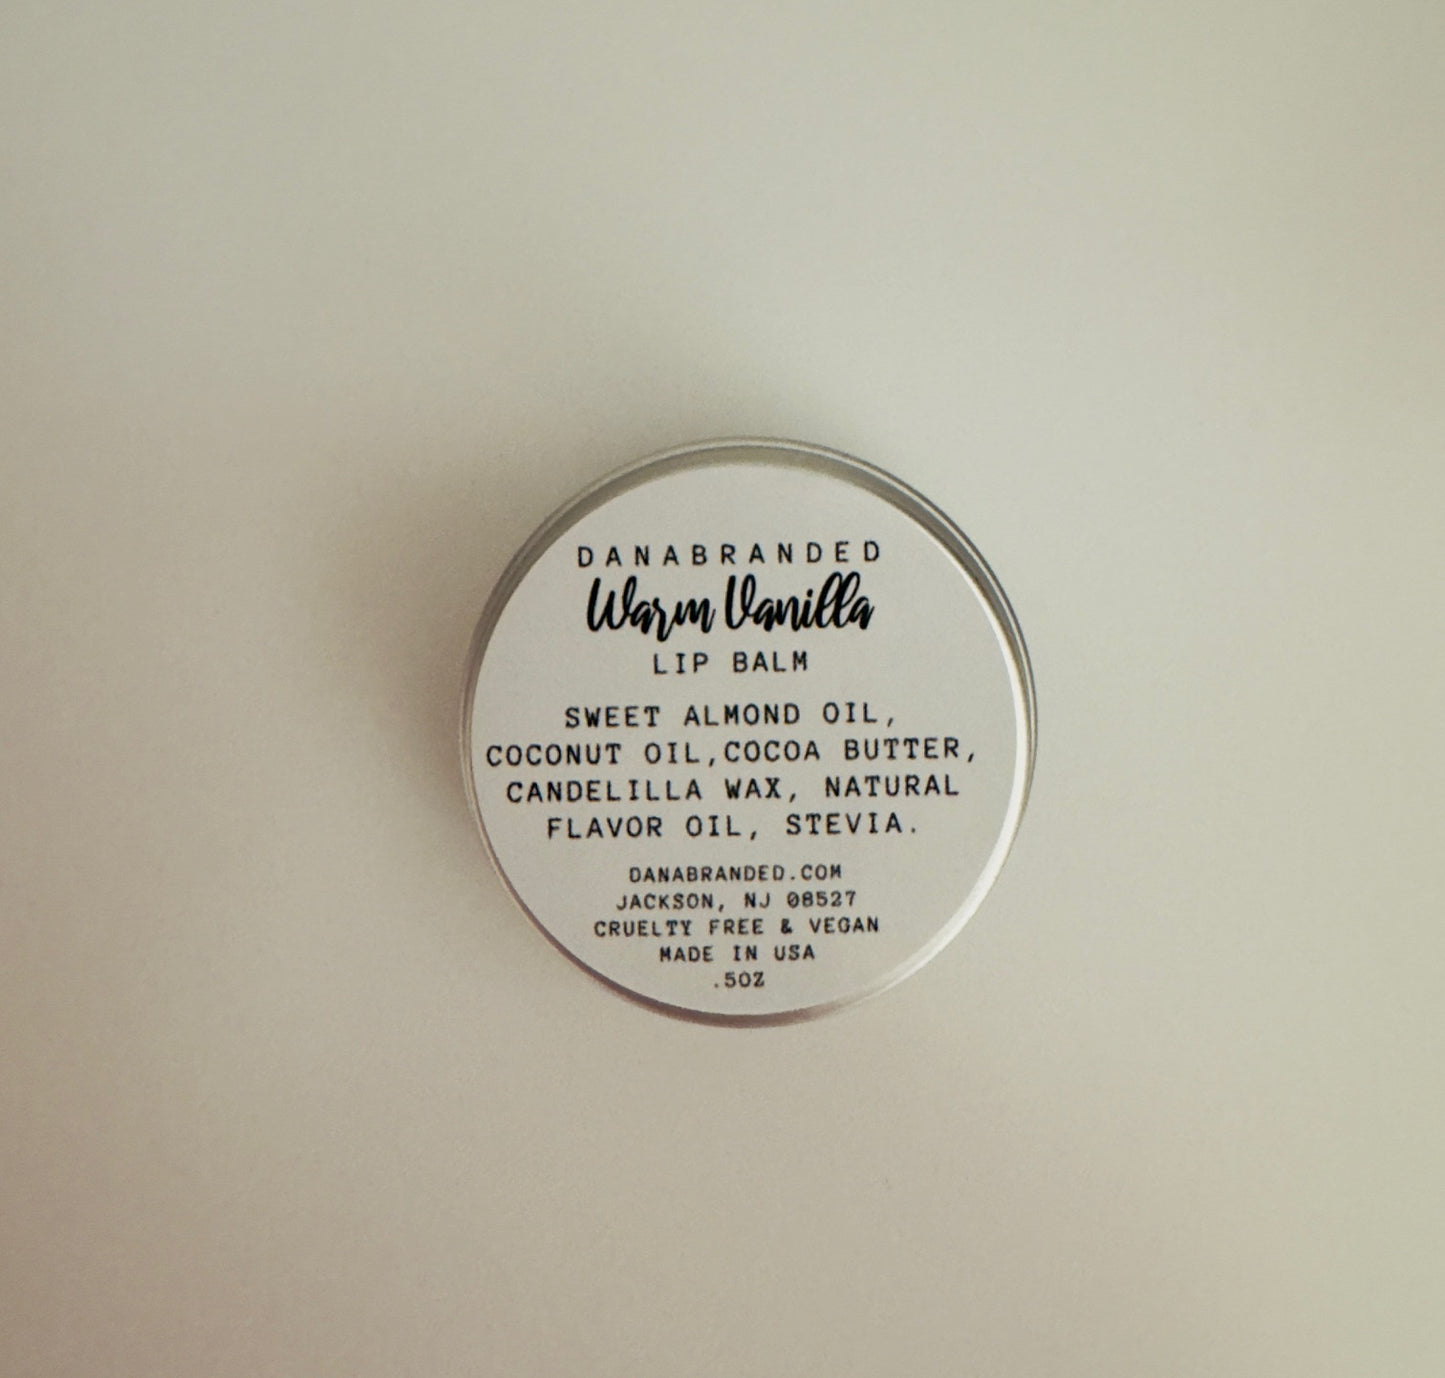 DANABRANDED
Warm Vanilla
LIP BALM
SWEET ALMOND OIL,
COCONUT OIL,COCOA BUTTER,
CANDELILLA WAX, NATURAL
FLAVOR OIL, STEVIA.
DANABRANDED.COM
JACKSON, NJ 08527
CRUELTY FREE & VEGAN
MADE IN USA
.5OZ